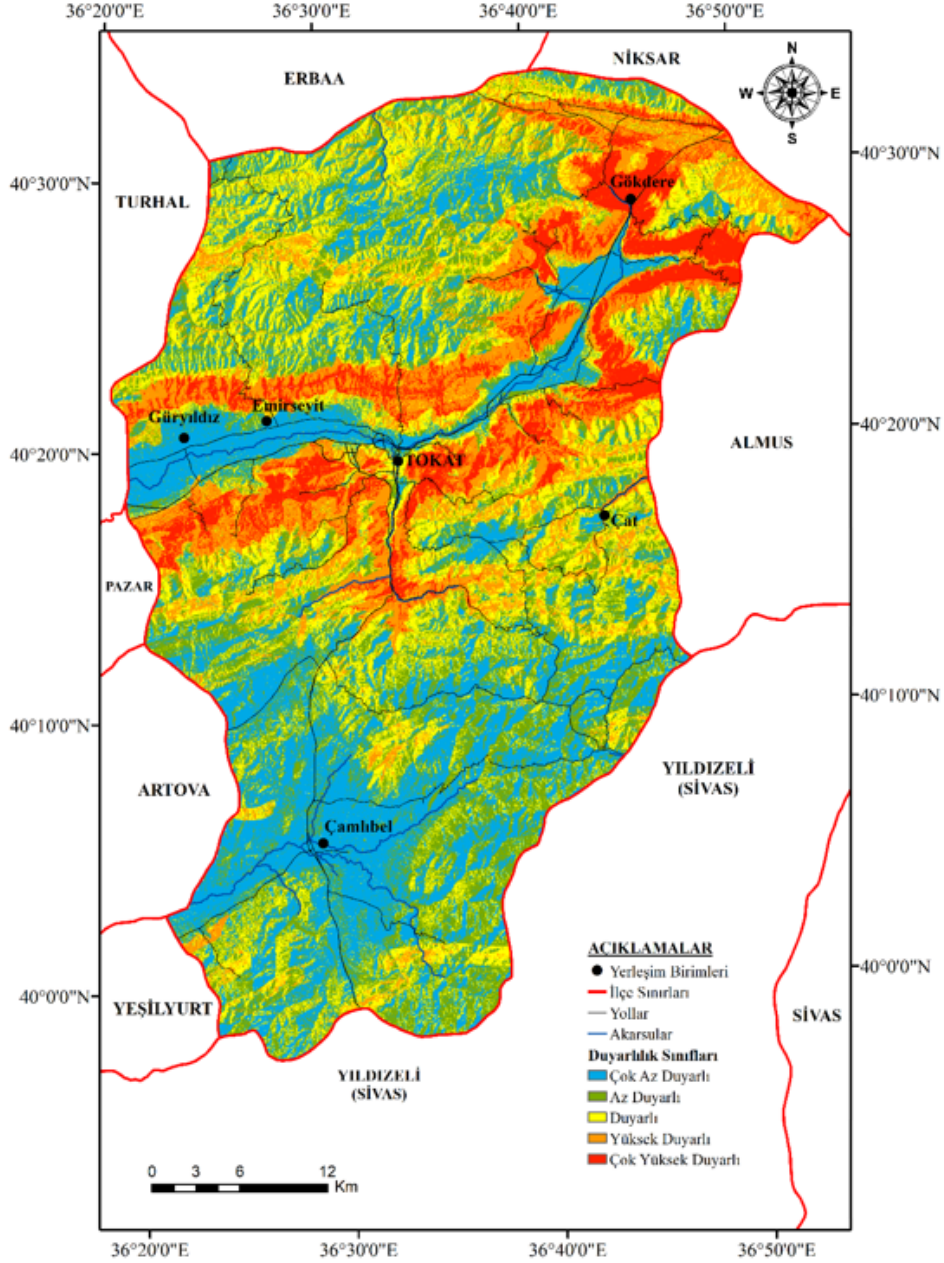 36°20'0"E 36°30'0"E 36°40'0"E 36°50'0"E
NİKSAR
ERBAA
N
W E
S
40°30'0"N
40°30'0"N
Gökdere
TURHAL
Güryıldız
Emirseyit
40°20'0"N
ALMUS
40°20'0"N
TOKAT
Çat
PAZAR
40°10'0"N
40°10'0"N
YILDIZELİ
(SİVAS)
ARTOVA
Çamlıbel
AÇIKLAMALAR
Yerleşim Birimleri
İlçe Sınırları
Yollar
Akarsular
Duyarlılık Sınıfları
Çok Az Duyarlı
Az Duyarlı
Duyarlı
Yüksek Duyarlı
Çok Yüksek Duyarlı
40°0'0"N
40°0'0"N
YEŞİLYURT
SİVAS
YILDIZELİ
(SİVAS)
0 3 6 12
Km
36°20'0"E 36°30'0"E 36°40'0"E 36°50'0"E